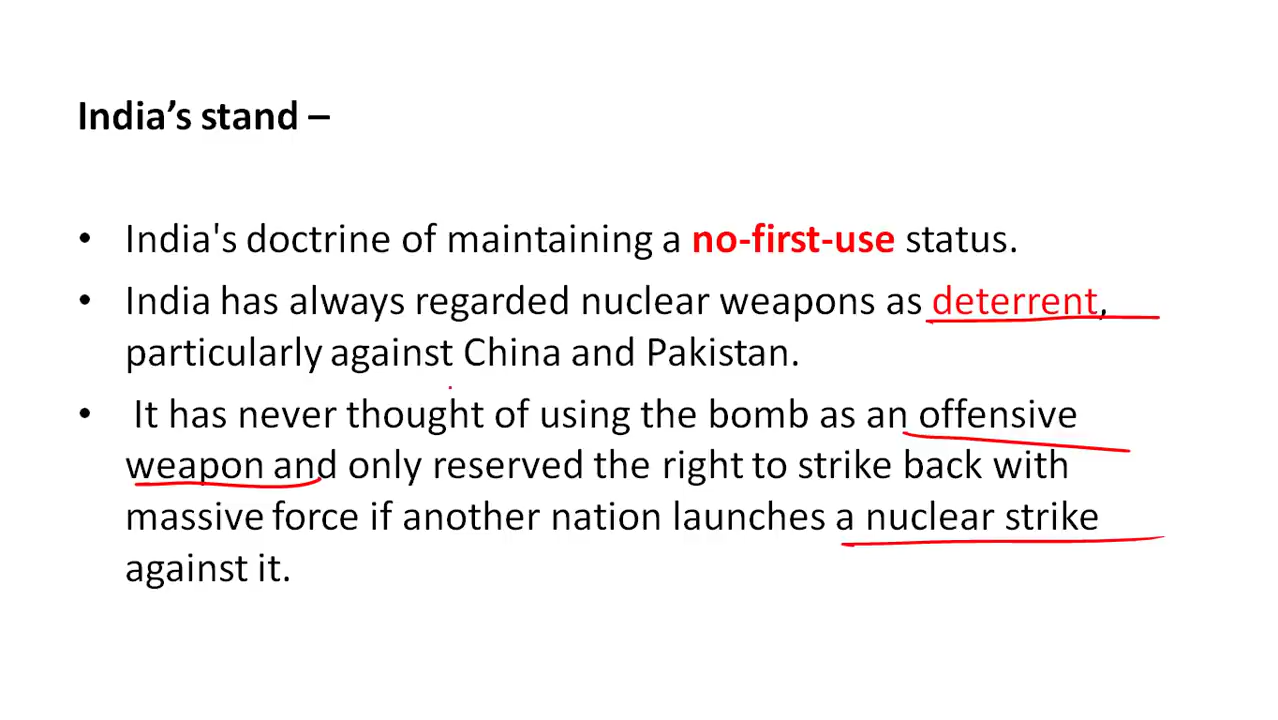 India’s stand –
• India's doctrine of maintaining a no-first-use status.
• India has always regarded nuclear weapons as deterrent,
particularly against China and Pakistan.
• It has never thought of using the bomb as an offensive
weapon and only reserved the right to strike back with
massive force if another nation launches a nuclear strike
against it.